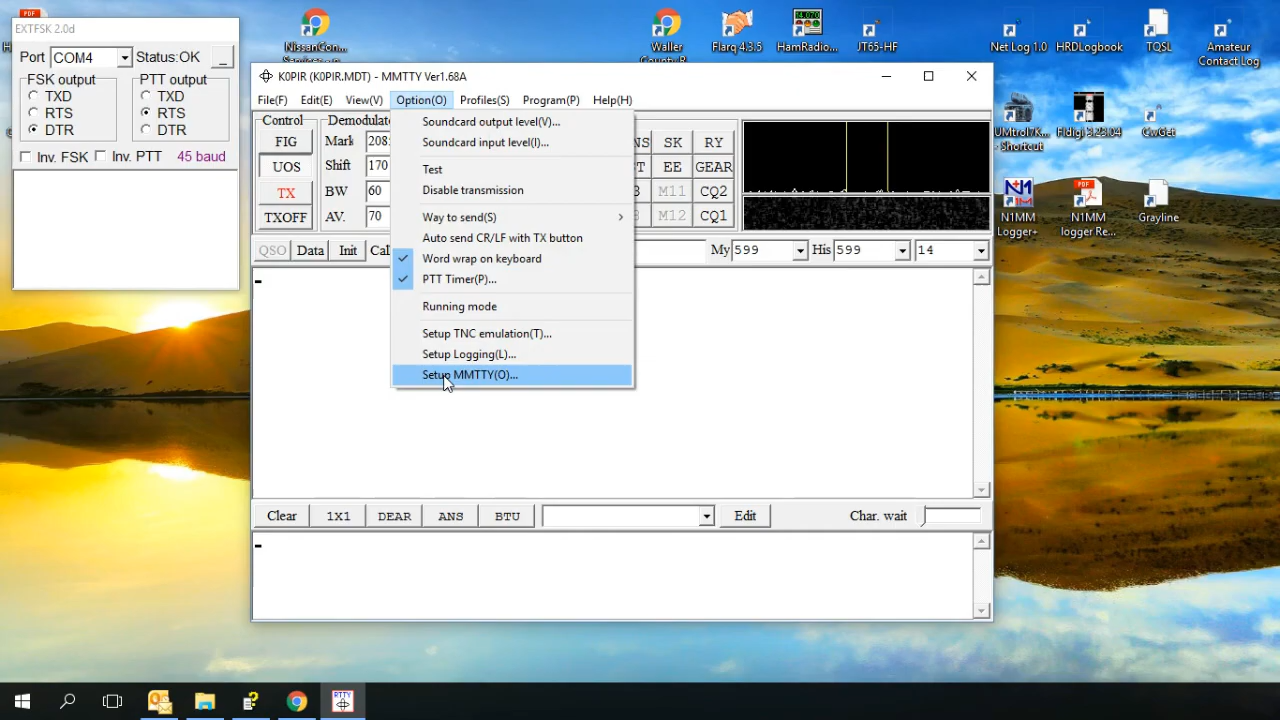 EXTFSK 2.0d
Port COM4 Status:OK _
FSK output PTT output
TXD TXD
RTS RTS
DTR DTR
Inv. FSK Inv. PTT 45 baud
NissanCon...
Waller
Flarq 4.3.5
HamRadio...
JT65-HF
Net Log 1.0
HRDLogbook
TQSL
Amateur
Contact Log
K0PIR (K0PIR.MDT) - MMTTY Ver1.68A
File(F) Edit(E) View(V) Option(O) Profiles(S) Program(P) Help(H)
Control
FIG
UOS
TX
TXOFF
Mark
Shift 170
BW 60
AV. 70
Soundcard output level(V)...
Soundcard input level(I)...
Test
Disable transmission
Way to send(S)
Auto send CR/LF with TX button
Word wrap on keyboard
PTT Timer(P)...
Running mode
Setup TNC emulation(T)...
Setup Logging(L)...
Setup MMTTY(O)...
SK RY
EE GEAR
M11 CQ2
M12 CQ1
- Shortcut
Fldigi 3.23.04
CwGet
N1MM
Logger+
PDF
N1MM
logger Re...
Grayline
QSO Data Init
My 599 His 599 14
Clear 1X1 DEAR ANS BTU Edit Char. wait
RTTY